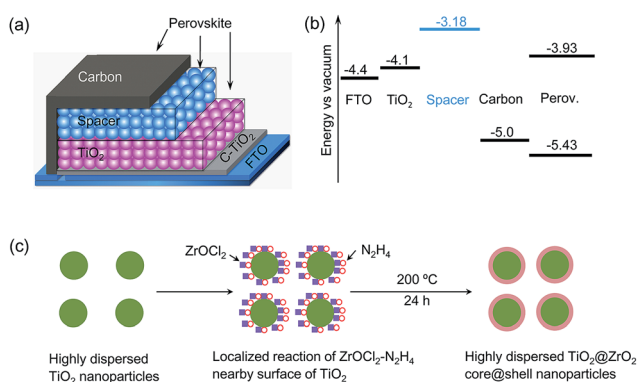 (a)
Perovskite
Carbon
Spacer
TiO₂
C-TiO₂
FTO
(b)
Energy vs vacuum
-3.18
-3.93
-4.1
-4.4
FTO
TiO₂
Spacer
Carbon
Perov.
-5.0
-5.43
(c)
ZrOCl₂
N₂H₄
200 ºC
24 h
Highly dispersed
TiO₂ nanoparticles
Localized reaction of ZrOCl₂-N₂H₄
nearby surface of TiO₂
Highly dispersed TiO₂@ZrO₂
core@shell nanoparticles